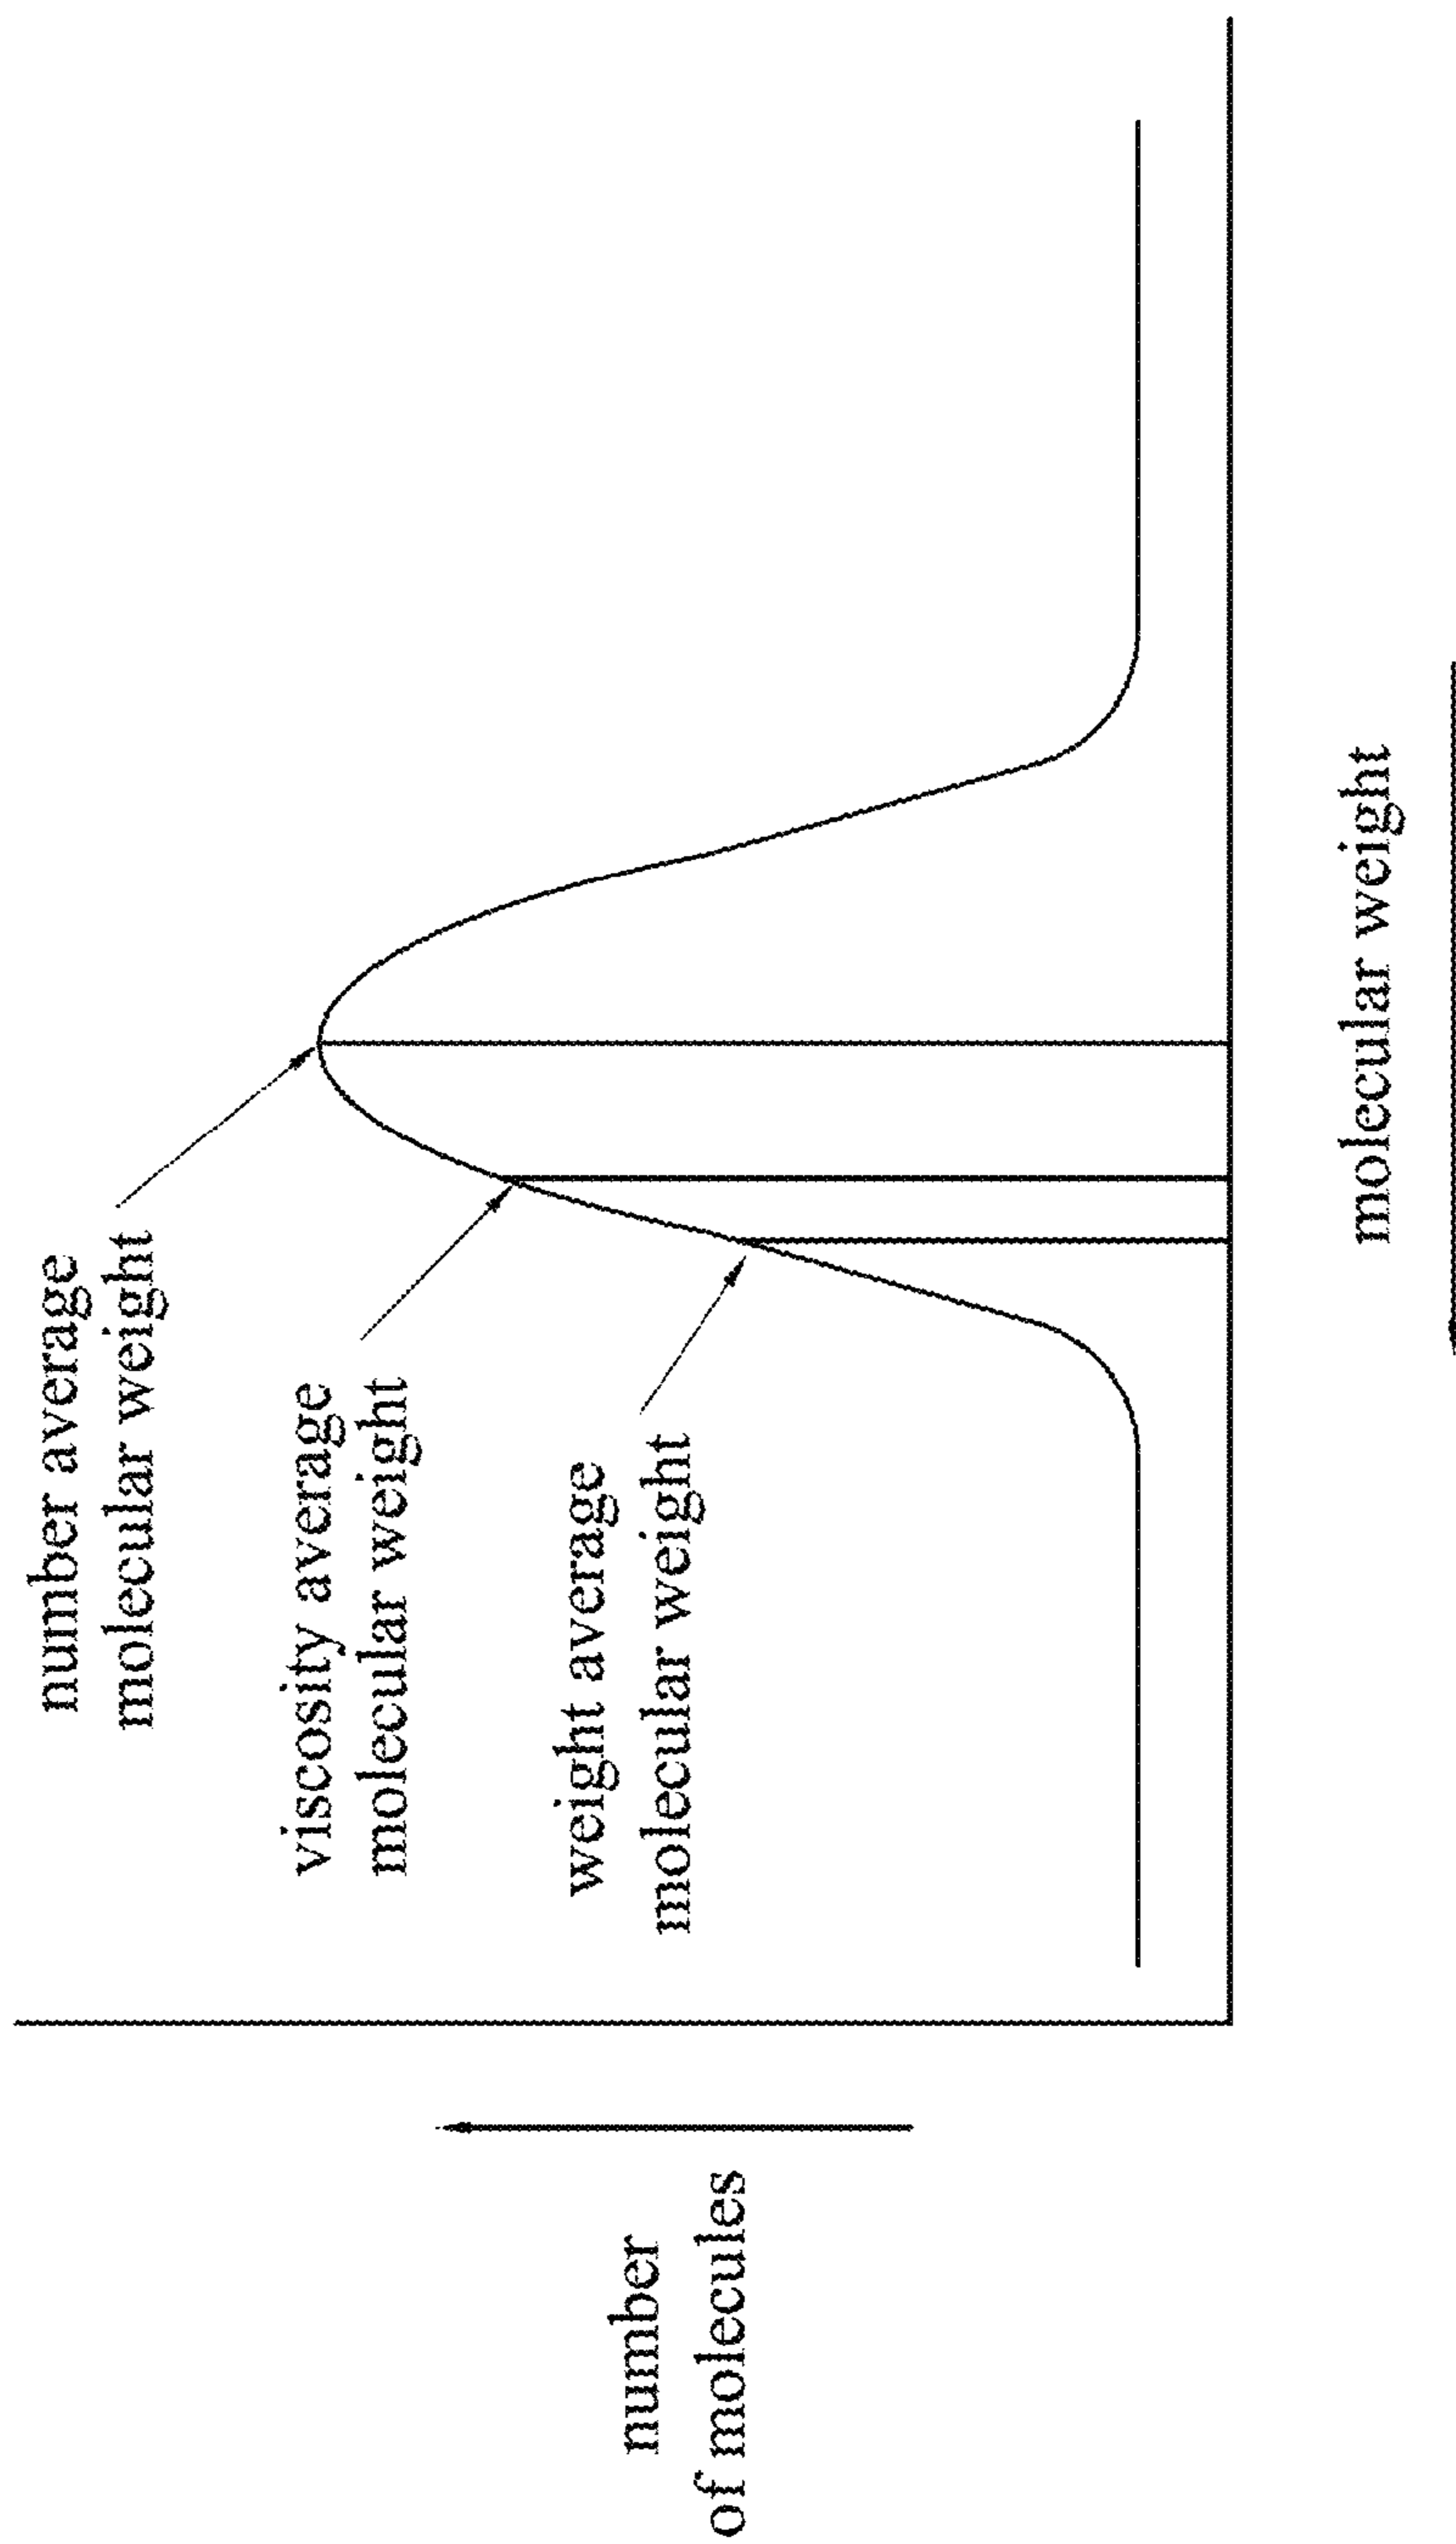 number average
molecular weight
viscosity average
molecular weight
weight average
molecular weight
number
of molecules
molecular weight